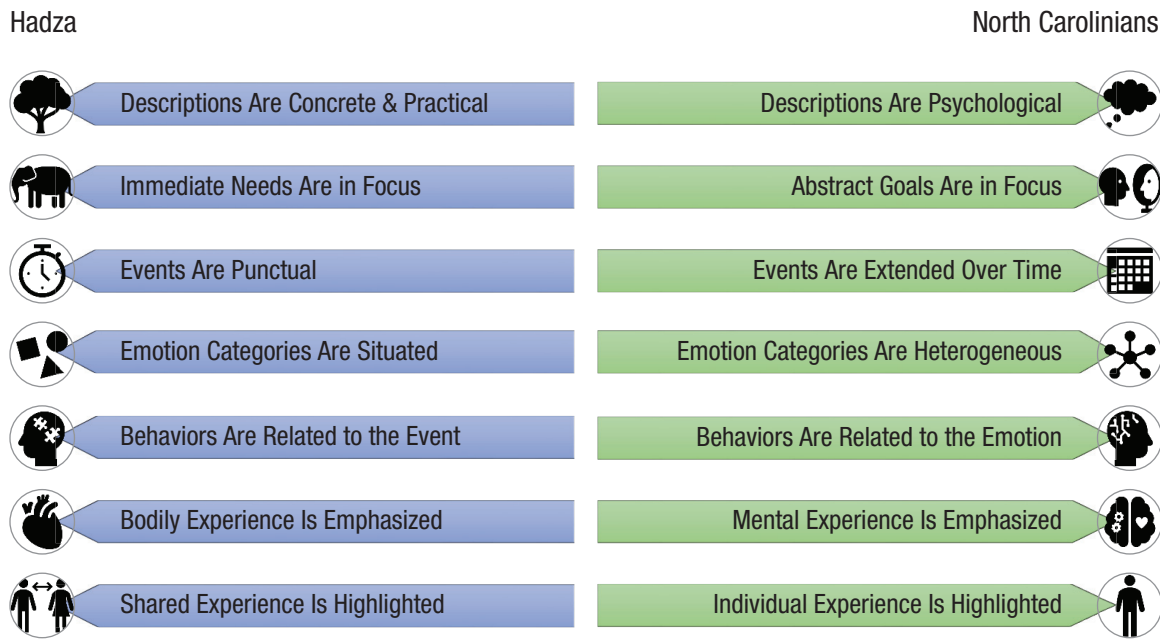 Hadza
North Carolinians
Descriptions Are Concrete & Practical
Descriptions Are Psychological
Immediate Needs Are in Focus
Abstract Goals Are in Focus
Events Are Punctual
Events Are Extended Over Time
Emotion Categories Are Situated
Emotion Categories Are Heterogeneous
Behaviors Are Related to the Event
Behaviors Are Related to the Emotion
Bodily Experience Is Emphasized
Mental Experience Is Emphasized
Shared Experience Is Highlighted
Individual Experience Is Highlighted